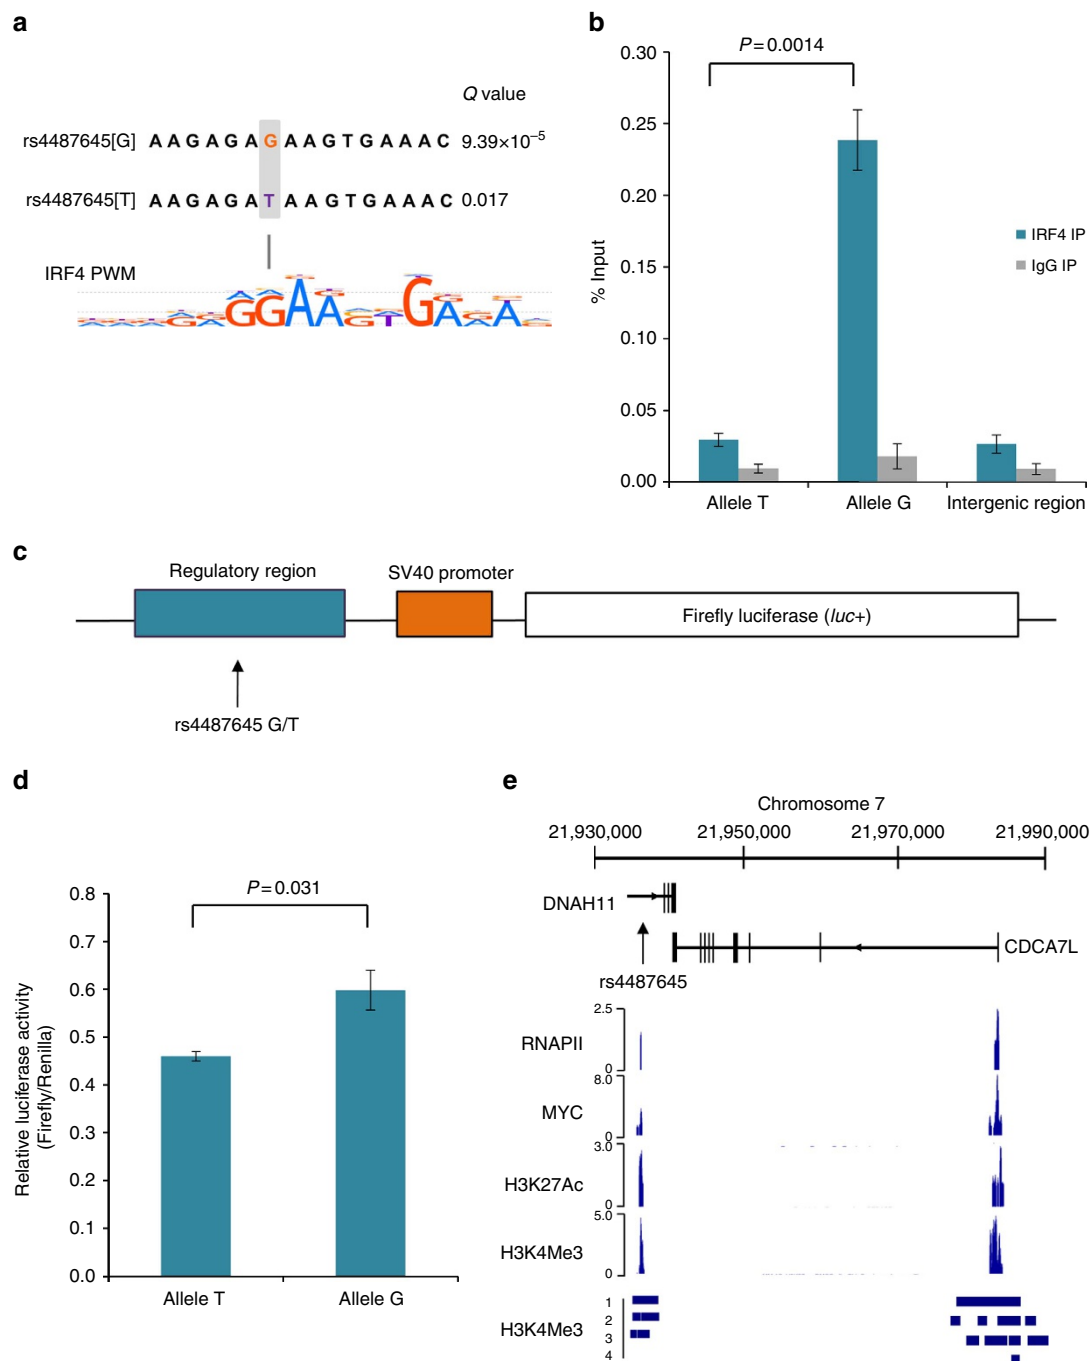 a
Q value
rs4487645[G] AAGAGAGAAGTGAAAC 9.39×10⁻⁵
rs4487645[T] AAGAGATAAGTGAAAC 0.017
IRF4 PWM
b
P=0.0014
% Input
0.30
0.25
0.20
0.15
0.10
0.05
0.00
IRF4 IP
IgG IP
Allele T Allele G Intergenic region
c
Regulatory region SV40 promoter
Firefly luciferase (luc+)
rs4487645 G/T
d
P=0.031
Relative luciferase activity
(Firefly/Renilla)
0.8
0.7
0.6
0.5
0.4
0.3
0.2
0.1
0.0
Allele T Allele G
e
Chromosome 7
21,930,000 21,950,000 21,970,000 21,990,000
DNAH11
CDCA7L
rs4487645
RNAPII
2.5
0
MYC
8.0
0
H3K27Ac
3.0
0
H3K4Me3
5.0
0
H3K4Me3
1
2
3
4